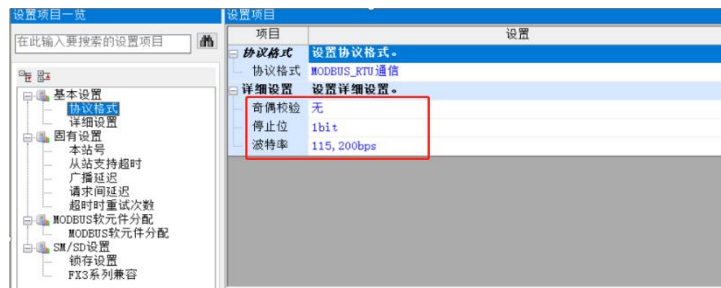 设置项目一览
在此输入要搜索的设置项目
基本设置
协议格式
详细设置
固有设置
本站号
从站支持超时
广播延迟
请求间延迟
超时时重试次数
MODBUS软元件分配
MODBUS软元件分配
SM/SD设置
锁存设置
FX3系列兼容
设置项目
项目 设置
协议格式 设置协议格式。
协议格式 MODBUS_RTU通信
详细设置 设置详细设置。
奇偶校验 无
停止位 1bit
波特率 115,200bps